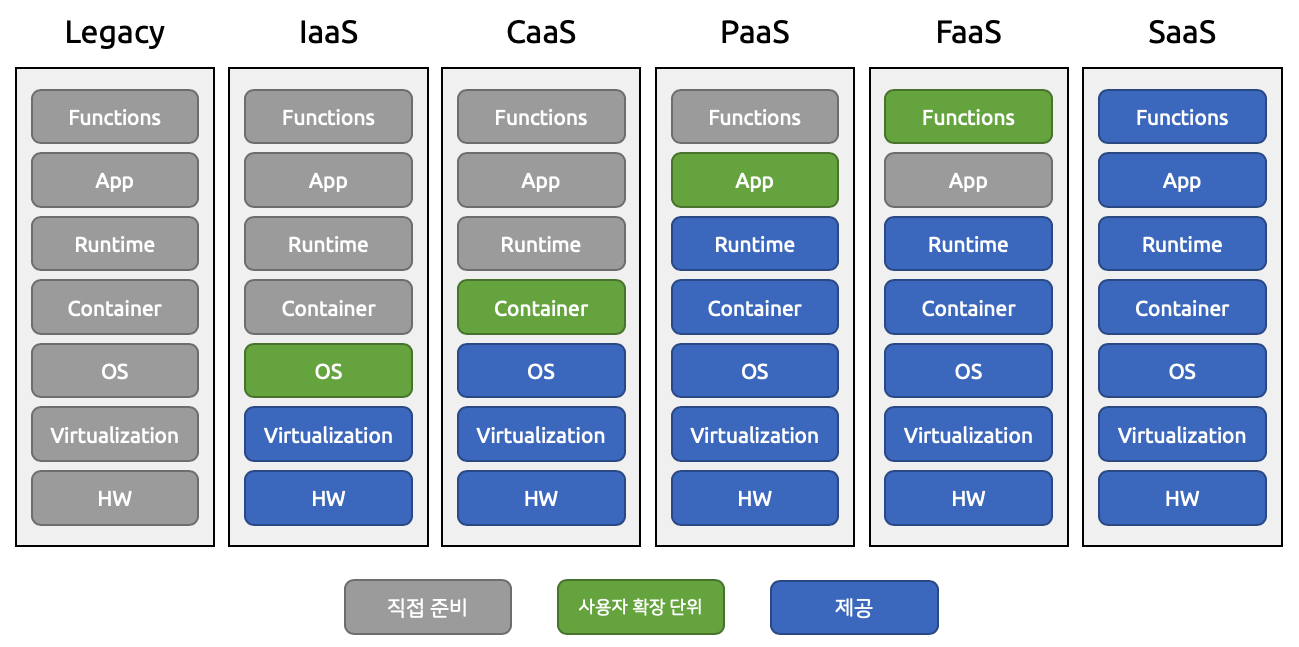 Legacy
IaaS
CaaS
PaaS
FaaS
SaaS
Functions
App
Runtime
Container
OS
Virtualization
HW
Functions
App
Runtime
Container
OS
Virtualization
HW
Functions
App
Runtime
Container
OS
Virtualization
HW
Functions
App
Runtime
Container
OS
Virtualization
HW
Functions
App
Runtime
Container
OS
Virtualization
HW
Functions
App
Runtime
Container
OS
Virtualization
HW
직접 준비
사용자 확장 단위
제공